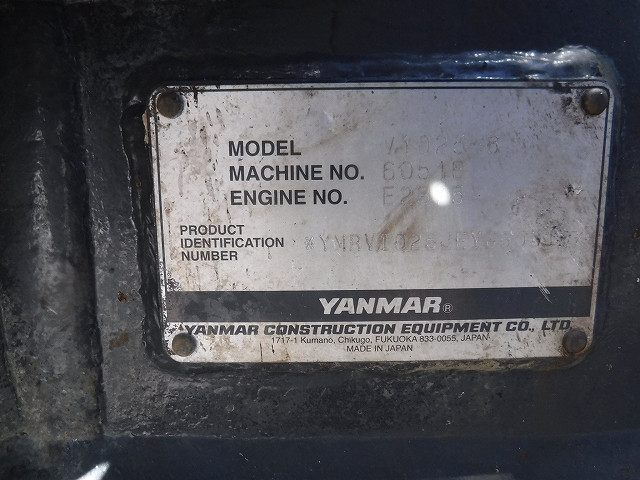 MODEL
MACHINE NO.
ENGINE NO.
PRODUCT
IDENTIFICATION
NUMBER
YANMAR®
YANMAR CONSTRUCTION EQUIPMENT CO., LTD.
1717-1 Kumano, Chikugo, FUKUOKA 833-0055, JAPAN
MADE IN JAPAN